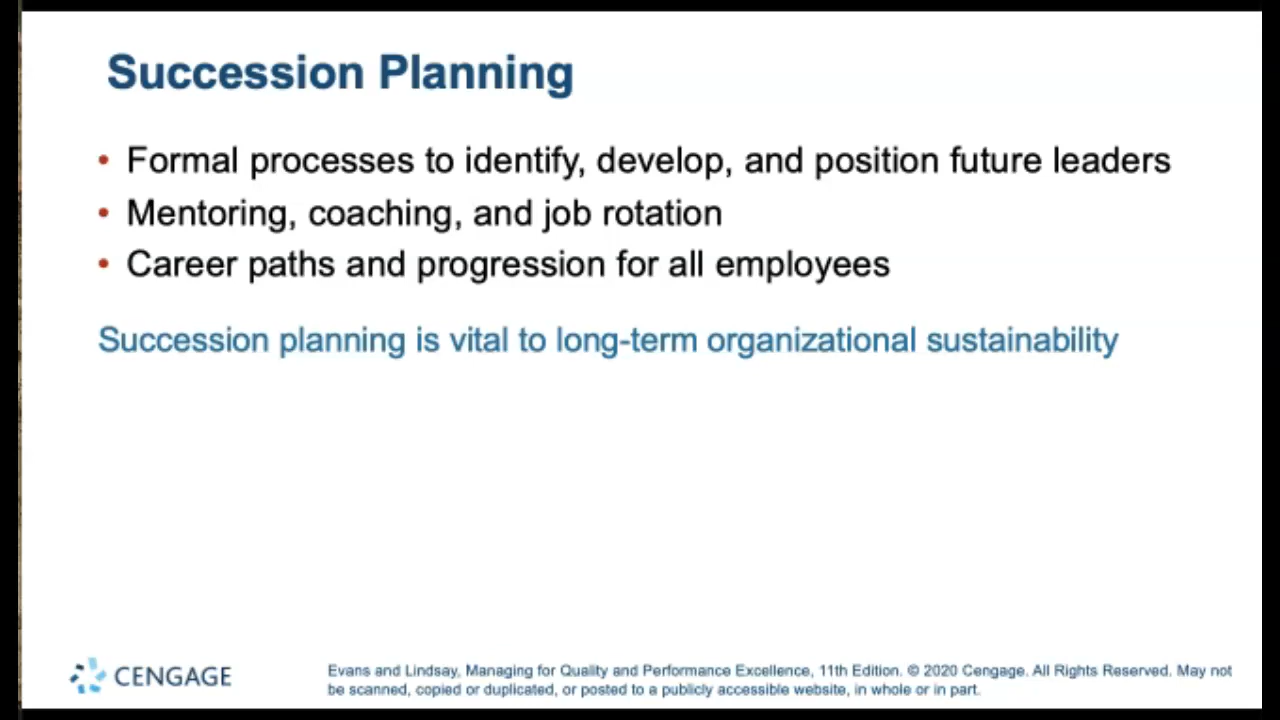 Succession Planning
• Formal processes to identify, develop, and position future leaders
• Mentoring, coaching, and job rotation
• Career paths and progression for all employees
Succession planning is vital to long-term organizational sustainability
CENGAGE
Evans and Lindsay, Managing for Quality and Performance Excellence, 11th Edition. © 2020 Cengage. All Rights Reserved. May not
be scanned, copied or duplicated, or posted to a publicly accessible website, in whole or in part.